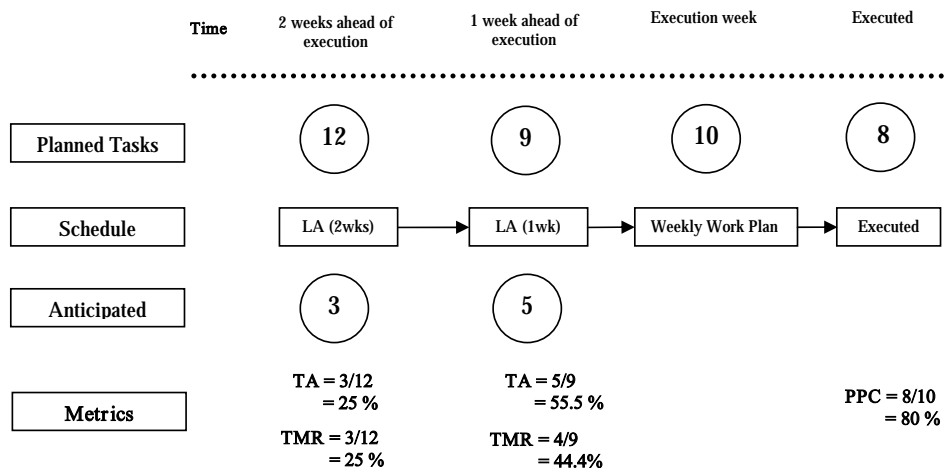 Time
2 weeks ahead of
execution
1 week ahead of
execution
Execution week
Executed
Planned Tasks
12
9
10
8
Schedule
LA (2wks)
LA (1wk)
Weekly Work Plan
Executed
Anticipated
3
5
Metrics
TA = 3/12
= 25 %
TMR = 3/12
= 25 %
TA = 5/9
= 55.5 %
TMR = 4/9
= 44.4%
PPC = 8/10
= 80 %